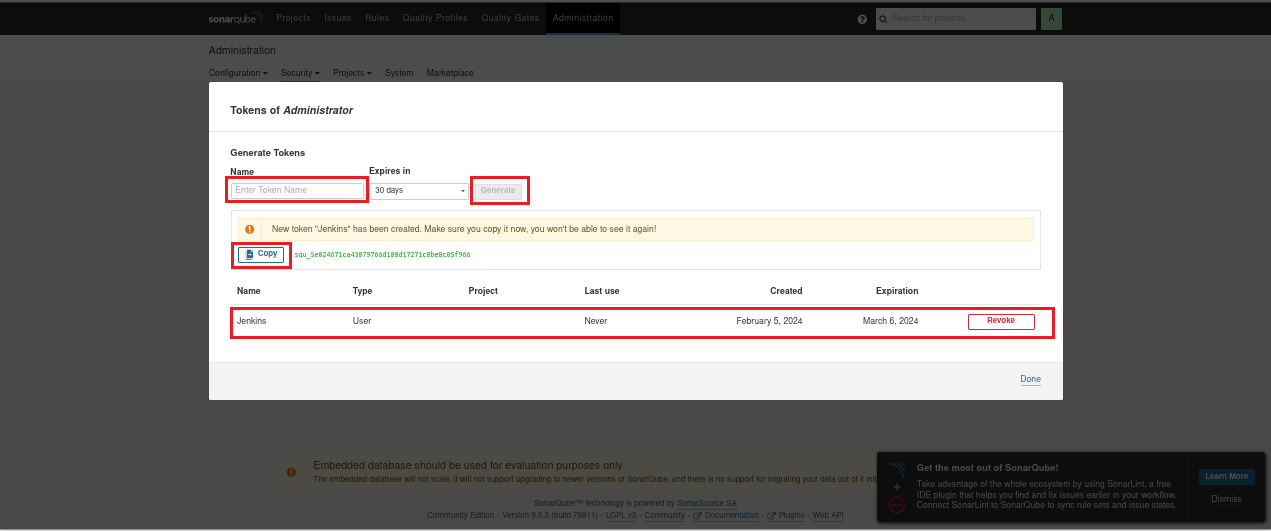 sonarqube Projects Issues Rules Quality Profiles Quality Gates Administration ? Search for projects... A
Administration
Configuration Security Projects System Marketplace
Tokens of Administrator
Generate Tokens
Name Expires in
Enter Token Name 30 days Generate
New token "Jenkins" has been created. Make sure you copy it now, you won't be able to see it again!
Copy squ_5e024671ca43079766d188d17271c8be0c05f966
Name Type Project Last use Created Expiration
Jenkins User Never February 5, 2024 March 6, 2024 Revoke
Done
Embedded database should be used for evaluation purposes only
The embedded database will not scale, it will not support upgrading to newer versions of SonarQube, and there is no support for migrating your data out of it
Get the most out of SonarQube!
Take advantage of the whole ecosystem by using SonarLint, a free
IDE plugin that helps you find and fix issues earlier in your workflow.
Connect SonarLint to SonarQube to sync rule sets and issue states.
Learn More
Dismiss
SonarQube™ technology is powered by SonarSource SA
Community Edition - Version 9.9.3 (build 79811) - LGPL v3 - Community - Documentation - Plugins - Web API